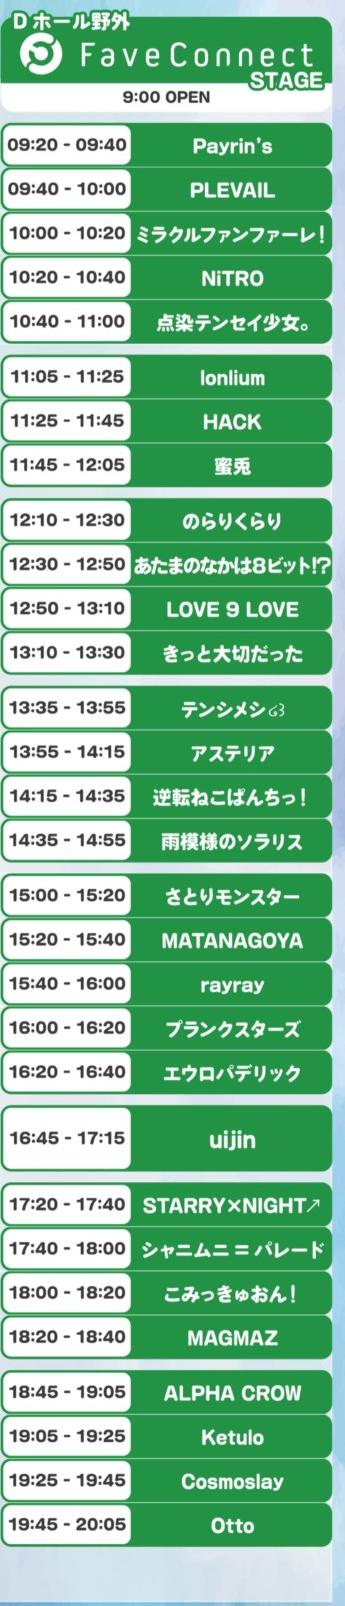 Dホール野外
FaveConnect
STAGE
9:00 OPEN
09:20 - 09:40 Payrin's
09:40 - 10:00 PLEVAIL
10:00 - 10:20 ミラクルファンファーレ!
10:20 - 10:40 NiTRO
10:40 - 11:00 点染テンセイ少女。
11:05 - 11:25 Ionlium
11:25 - 11:45 HACK
11:45 - 12:05 蜜兎
12:10 - 12:30 のらりくらり
12:30 - 12:50 あたまのなかは8ビット!?
12:50 - 13:10 LOVE 9 LOVE
13:10 - 13:30 きっと大切だった
13:35 - 13:55 テンシメシ໒꒱
13:55 - 14:15 アステリア
14:15 - 14:35 逆転ねこぱんちっ!
14:35 - 14:55 雨模様のソラリス
15:00 - 15:20 さとりモンスター
15:20 - 15:40 MATANAGOYA
15:40 - 16:00 rayray
16:00 - 16:20 プランクスターズ
16:20 - 16:40 エウロパデリック
16:45 - 17:15 uijin
17:20 - 17:40 STARRY×NIGHT↗
17:40 - 18:00 シャニムニ=パレード
18:00 - 18:20 こみっきゅおん!
18:20 - 18:40 MAGMAZ
18:45 - 19:05 ALPHA CROW
19:05 - 19:25 Ketulo
19:25 - 19:45 Cosmoslay
19:45 - 20:05 Otto